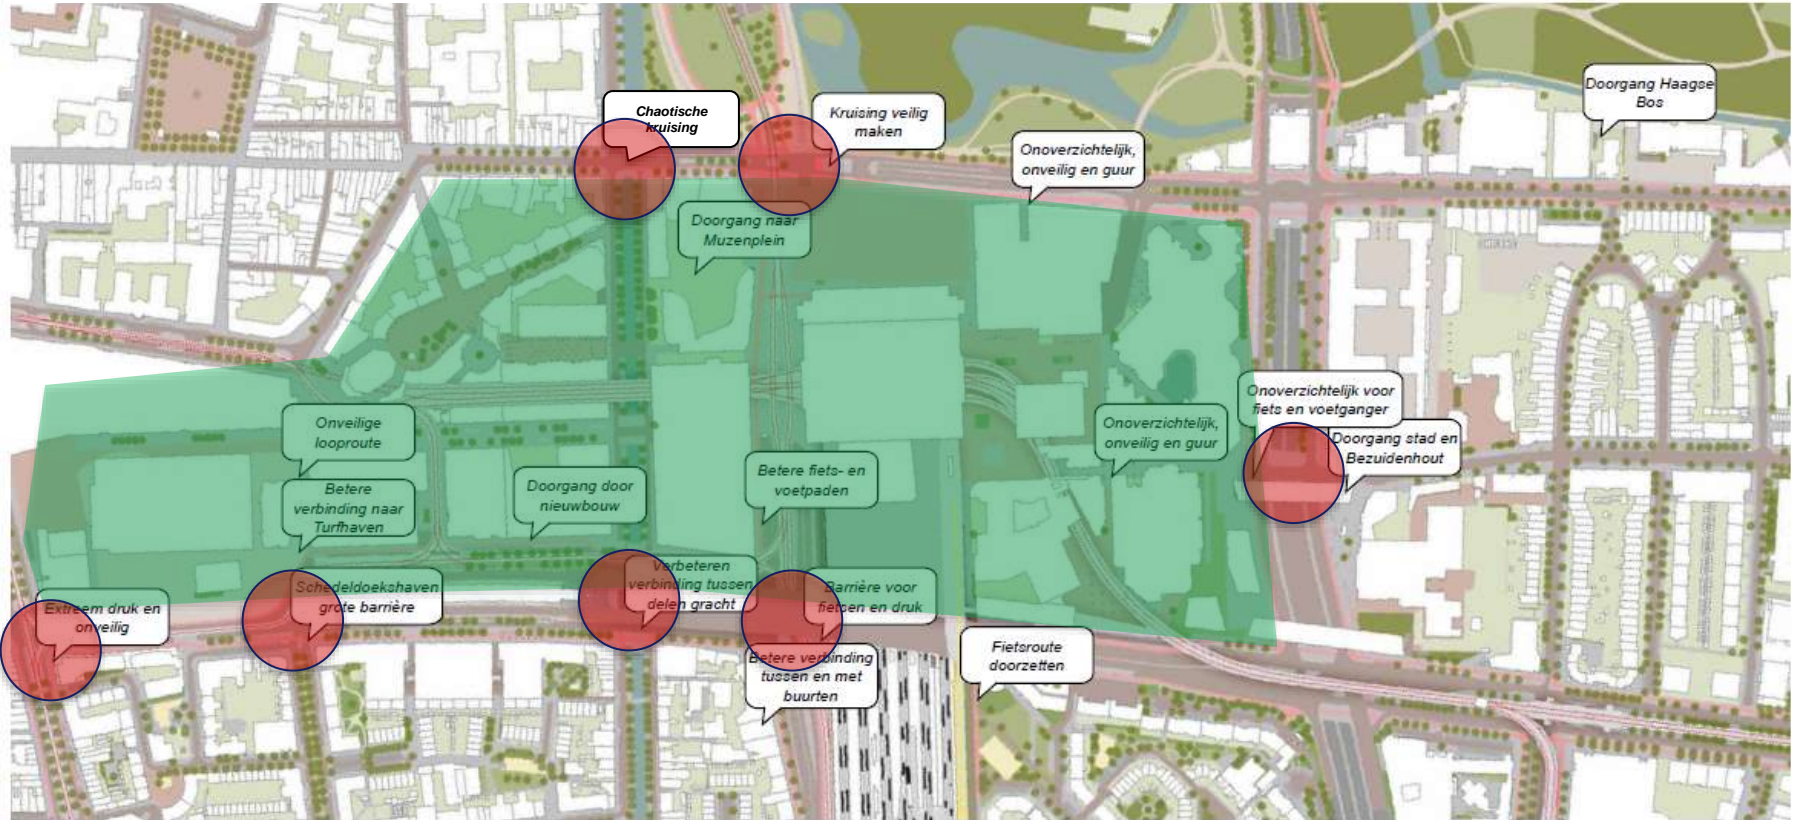 Chaotische
kruising
Kruising veilig
maken
Doorgang Haagse
Bos
Onoverzichtelijk,
onveilig en guur
Doorgang naar
Muzenplein
Onoverzichtelijk voor
fiets en voetganger
Onveilige
looproute
Onoverzichtelijk,
onveilig en guur
Doorgang stad en
Bezuidenhout
Betere fiets- en
voetpaden
Doorgang door
nieuwbouw
Betere
verbinding naar
Turfhaven
Verbeteren
verbinding tussen
delen gracht
Schedeldoekshaven
grote barrière
Barrière voor
fietsen en druk
Extreem druk en
onveilig
Betere verbinding
tussen en met
buurten
Fietsroute
doorzetten